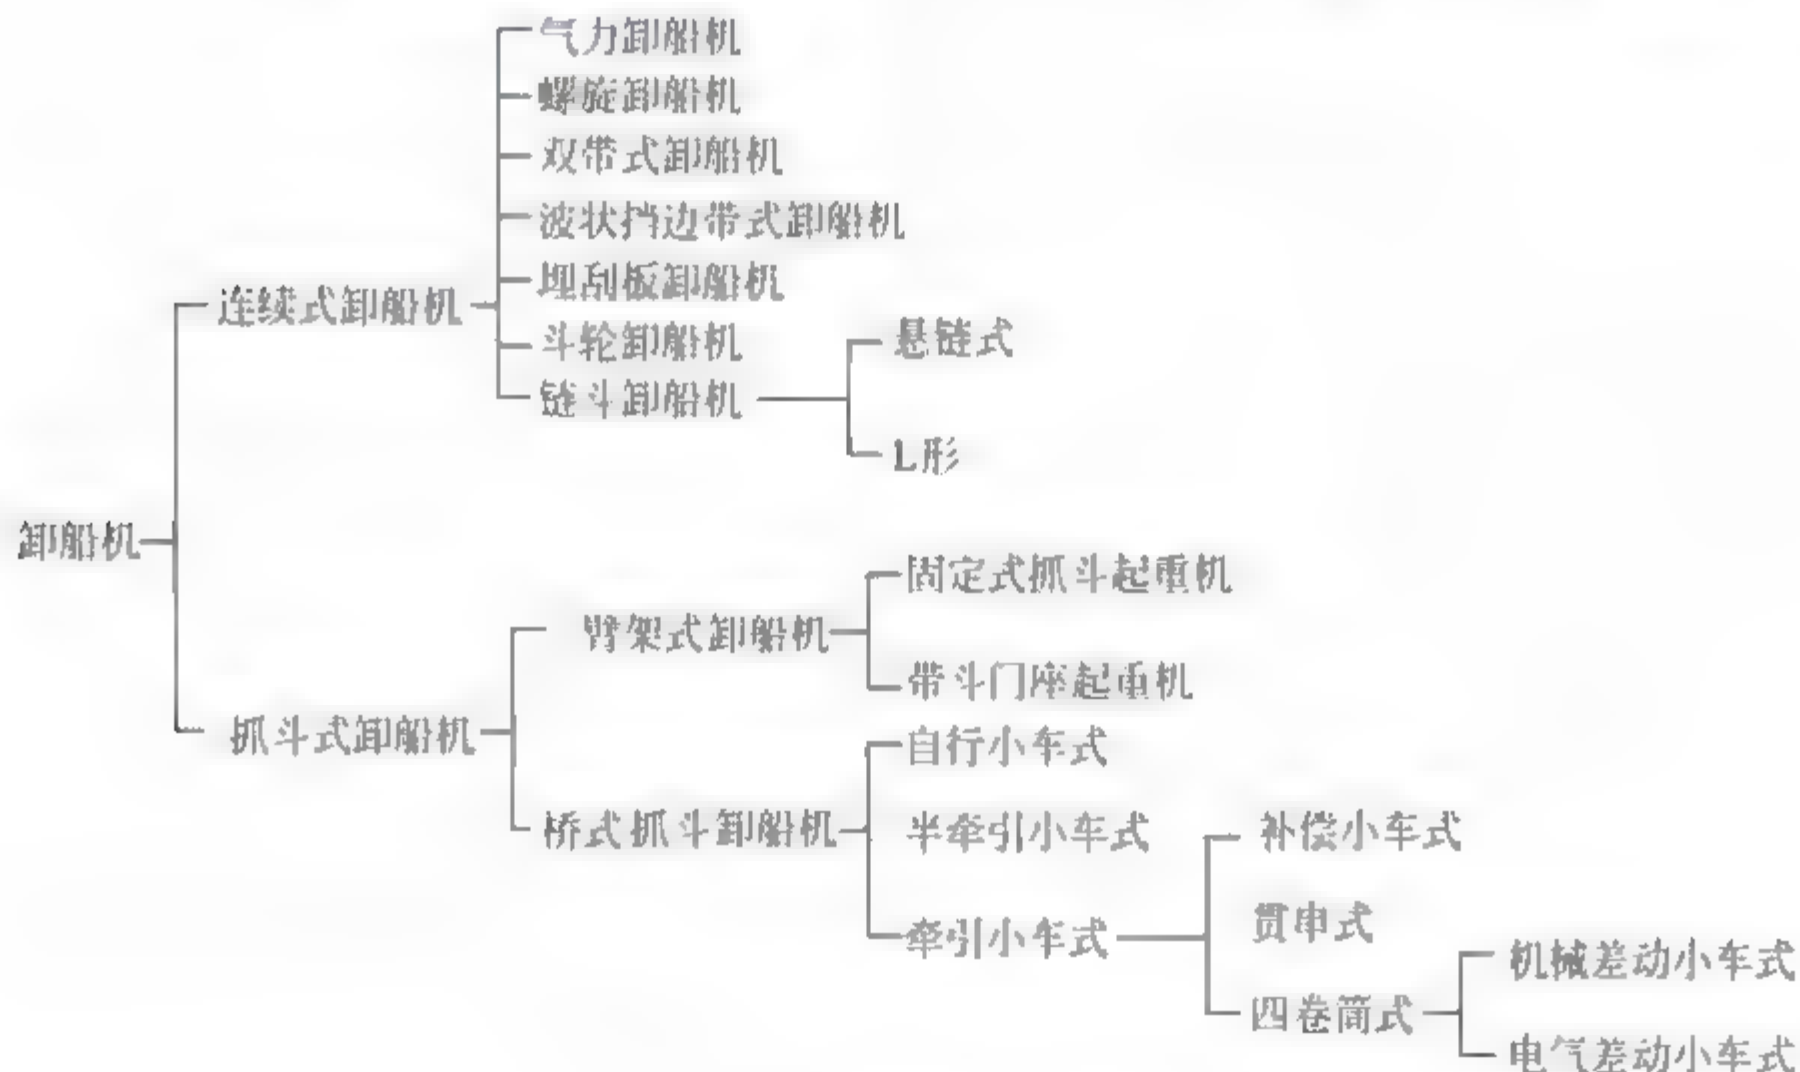 气力卸船机
螺旋卸船机
双带式卸船机
波状挡边带式卸船机
埋刮板卸船机
连续式卸船机
斗轮卸船机
悬链式
链斗卸船机
L形
卸船机
固定式抓斗起重机
臂架式卸船机
带斗门座起重机
抓斗式卸船机
自行小车式
桥式抓斗卸船机
半牵引小车式
补偿小车式
牵引小车式
贯串式
机械差动小车式
四卷筒式
电气差动小车式